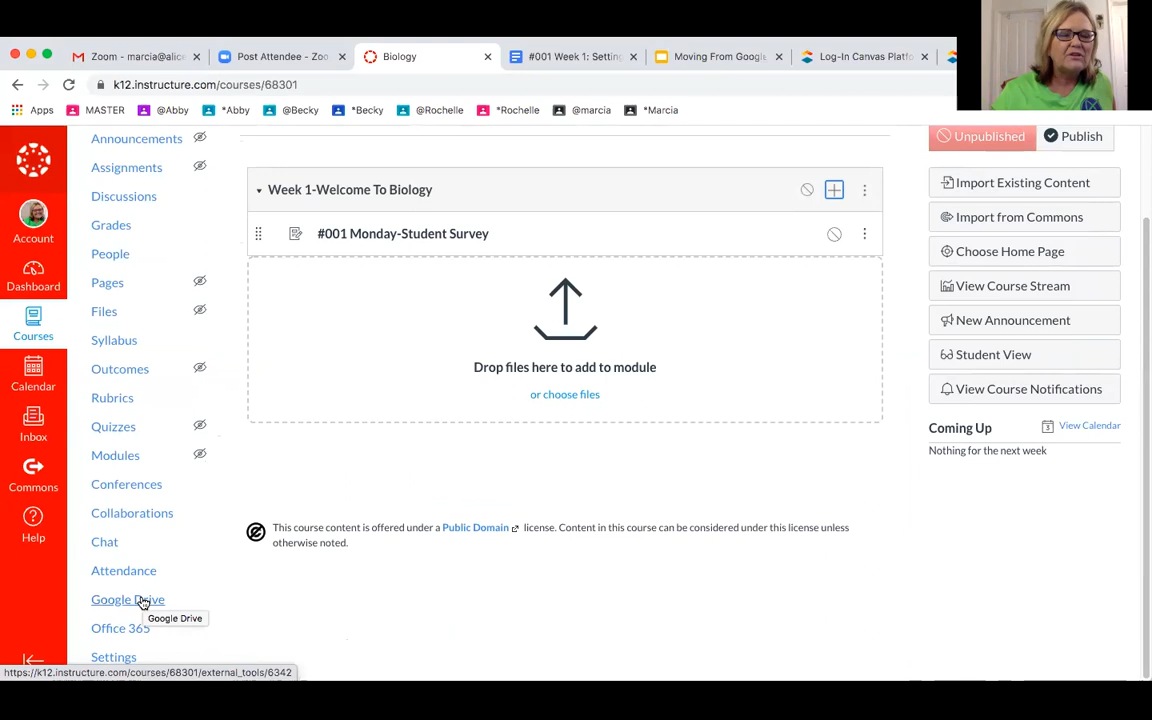 Zoom - marcia@alice
Post Attendee - Zoo
Biology
#001 Week 1: Setting
Moving From Google
Log-In Canvas Platfo
k12.instructure.com/courses/68301
Apps
MASTER
@Abby
*Abby
@Becky
*Becky
@Rochelle
*Rochelle
@marcia
*Marcia
Account
Dashboard
Courses
Calendar
Inbox
Commons
Help
Announcements
Assignments
Discussions
Grades
People
Pages
Files
Syllabus
Outcomes
Rubrics
Quizzes
Modules
Conferences
Collaborations
Chat
Attendance
Google Drive
Google Drive
Office 365
Settings
https://k12.instructure.com/courses/68301/external_tools/6342
Week 1-Welcome To Biology
#001 Monday-Student Survey
Drop files here to add to module
or choose files
This course content is offered under a Public Domain license. Content in this course can be considered under this license unless
otherwise noted.
Unpublished
Publish
Import Existing Content
Import from Commons
Choose Home Page
View Course Stream
New Announcement
Student View
View Course Notifications
Coming Up
3
View Calendar
Nothing for the next week